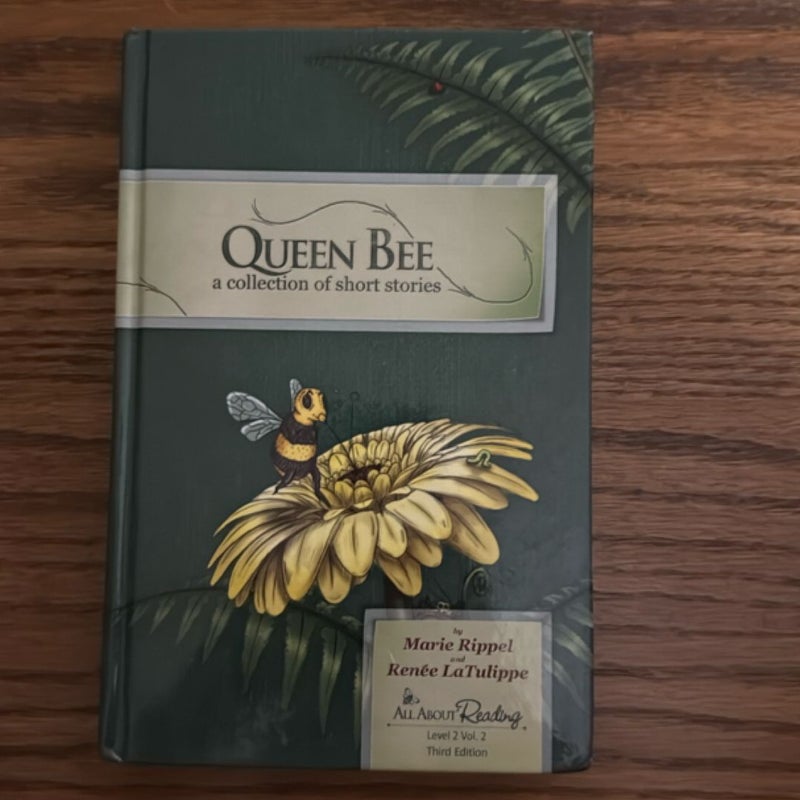 QUEEN BEE
a collection of short stories
by
Marie Rippel
and
Renée LaTulippe
ALL ABOUT Reading
Level 2 Vol. 2
Third Edition